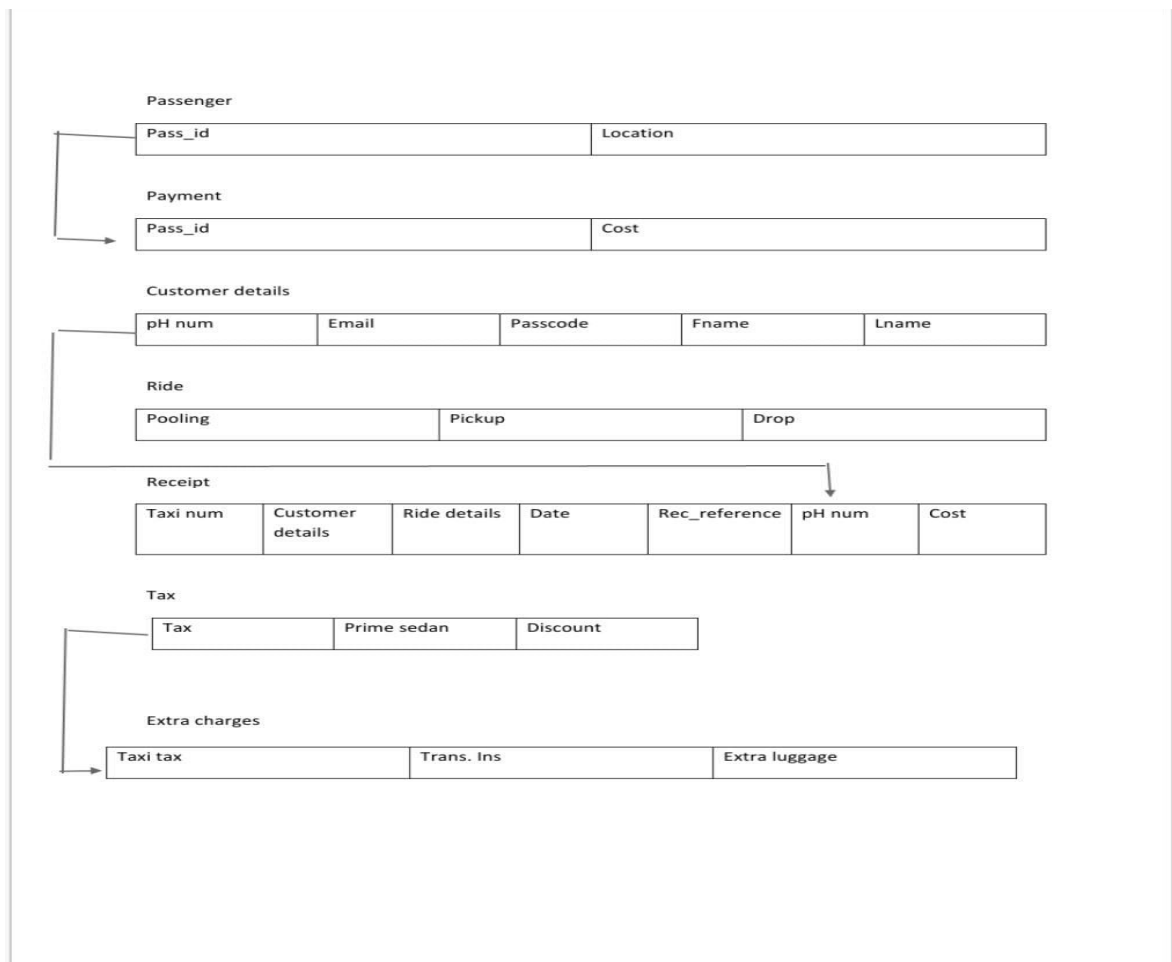 Passenger
Pass_id Location
Payment
Pass_id Cost
Customer details
pH num Email Passcode Fname Lname
Ride
Pooling Pickup Drop
Receipt
Taxi num Customer details Ride details Date Rec_reference pH num Cost
Tax
Tax Prime sedan Discount
Extra charges
Taxi tax Trans. Ins Extra luggage